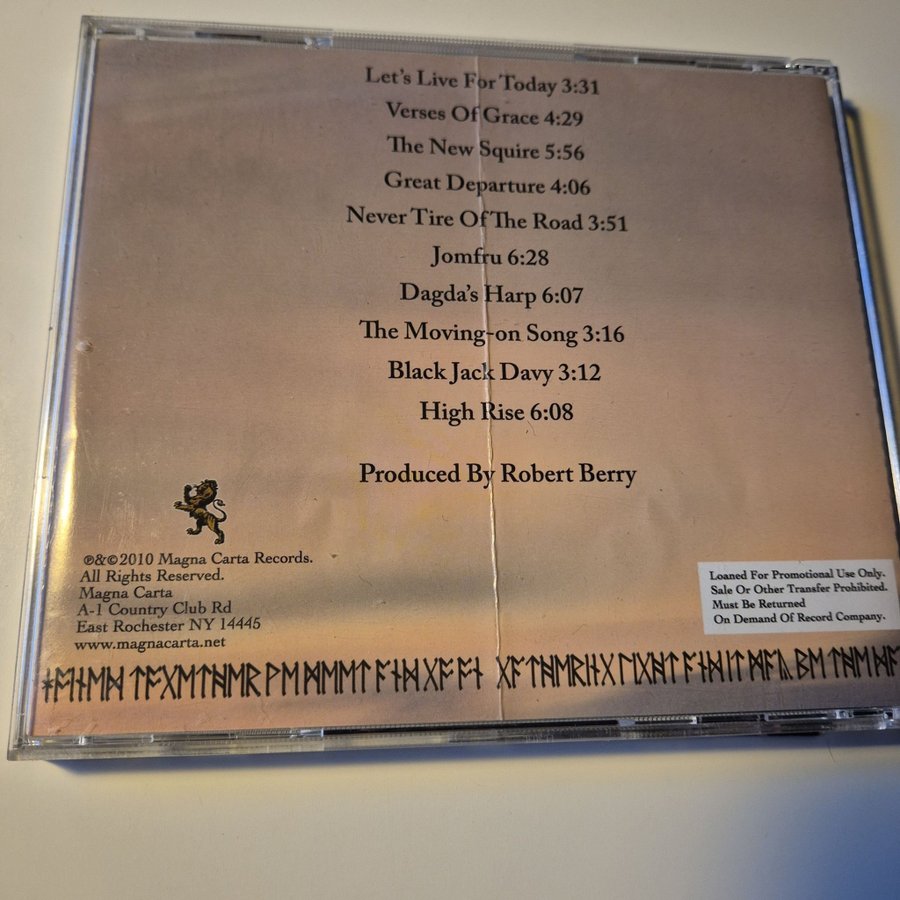 Let's Live For Today 3:31
Verses Of Grace 4:29
The New Squire 5:56
Great Departure 4:06
Never Tire Of The Road 3:51
Jomfru 6:28
Dagda's Harp 6:07
The Moving-on Song 3:16
Black Jack Davy 3:12
High Rise 6:08
Produced By Robert Berry
℗&©2010 Magna Carta Records.
All Rights Reserved.
Magna Carta
A-1 Country Club Rd
East Rochester NY 14445
www.magnacarta.net
Loaned For Promotional Use Only.
Sale Or Other Transfer Prohibited.
Must Be Returned
On Demand Of Record Company.